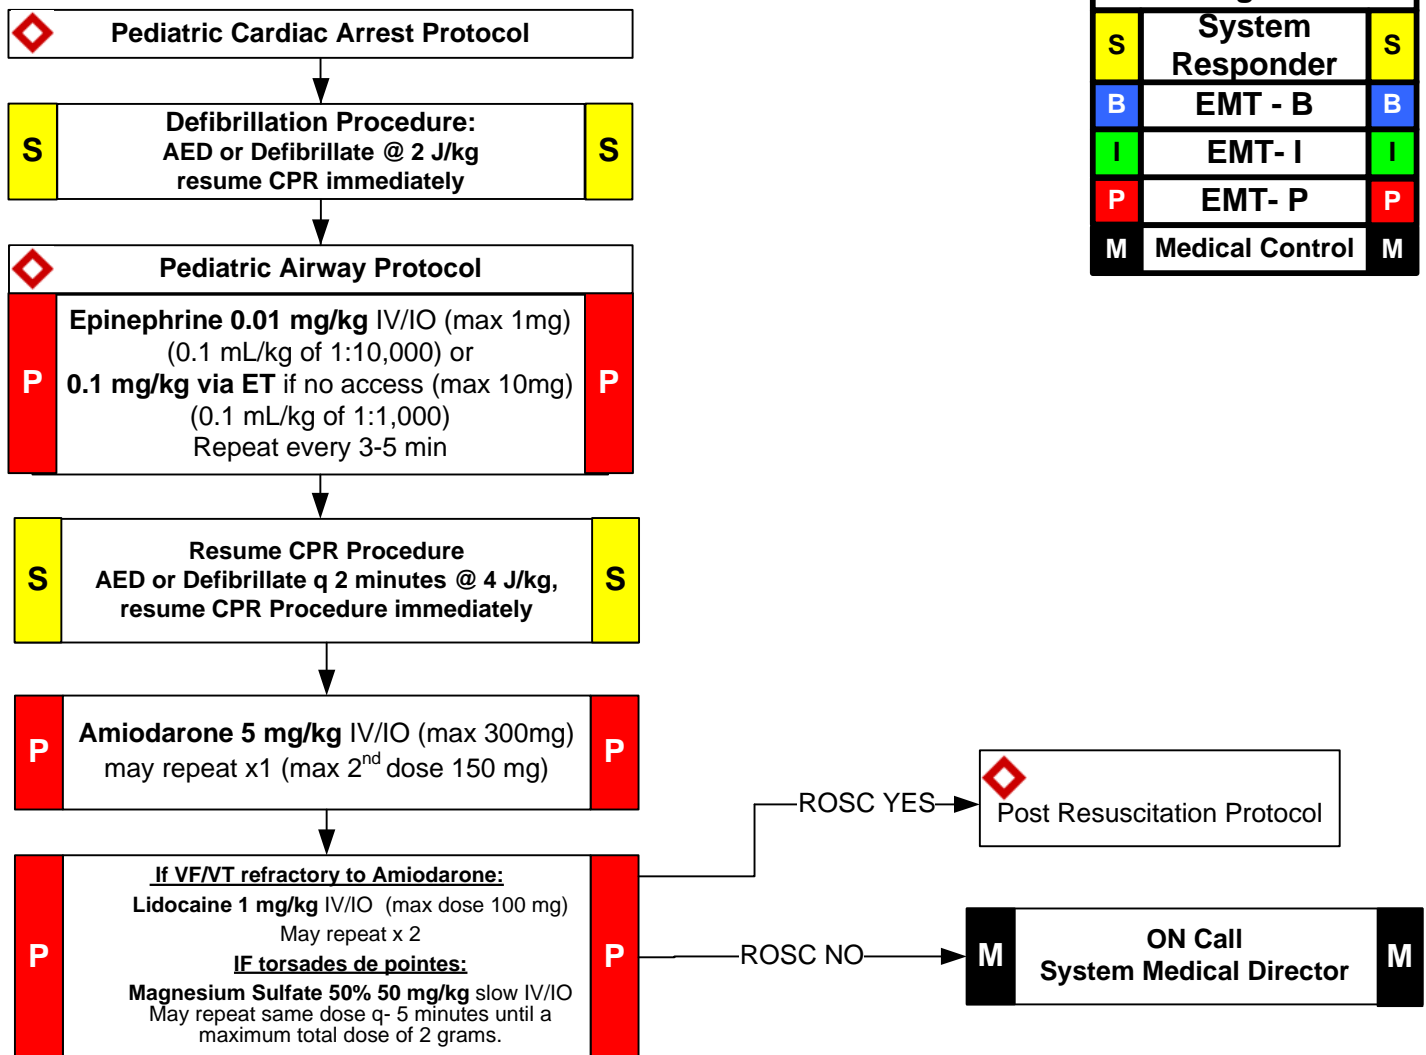 Pediatric Cardiac Arrest Protocol
S
Defibrillation Procedure:
AED or Defibrillate @ 2 J/kg
resume CPR immediately
S
Pediatric Airway Protocol
P
Epinephrine 0.01 mg/kg IV/IO (max 1mg)
(0.1 mL/kg of 1:10,000) or
0.1 mg/kg via ET if no access (max 10mg)
(0.1 mL/kg of 1:1,000)
Repeat every 3-5 min
P
S
Resume CPR Procedure
AED or Defibrillate q 2 minutes @ 4 J/kg,
resume CPR Procedure immediately
S
P
Amiodarone 5 mg/kg IV/IO (max 300mg)
may repeat x1 (max 2nd dose 150 mg)
P
P
If VF/VT refractory to Amiodarone:
Lidocaine 1 mg/kg IV/IO (max dose 100 mg)
May repeat x 2
IF torsades de pointes:
Magnesium Sulfate 50% 50 mg/kg slow IV/IO
May repeat same dose q- 5 minutes until a
maximum total dose of 2 grams.
P
ROSC YES
Post Resuscitation Protocol
ROSC NO
M
ON Call
System Medical Director
M
S
System
Responder
S
B
EMT - B
B
I
EMT- I
I
P
EMT- P
P
M
Medical Control
M